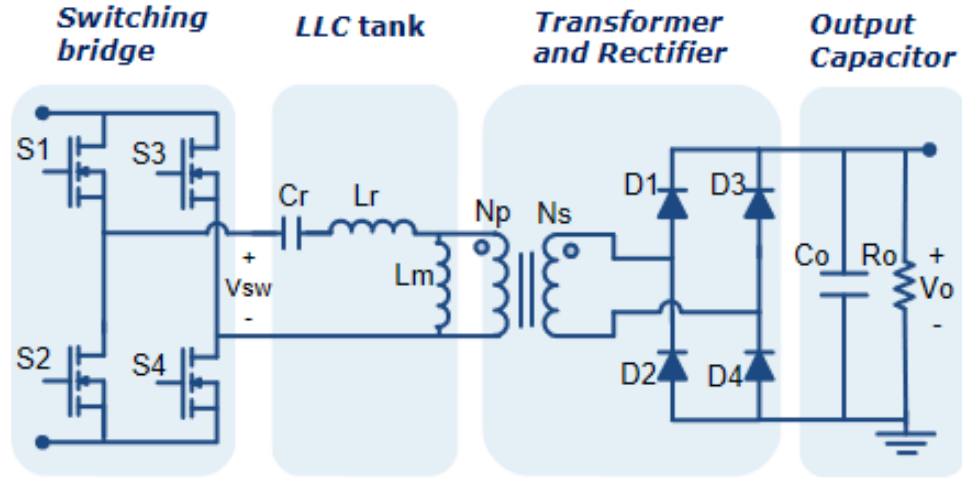 Switching
bridge
LLC tank
Transformer
and Rectifier
Output
Capacitor
S1
S3
S2
S4
+
Vsw
-
Cr
Lr
Lm
Np
Ns
D1
D3
D2
D4
Co
Ro
+
Vo
-